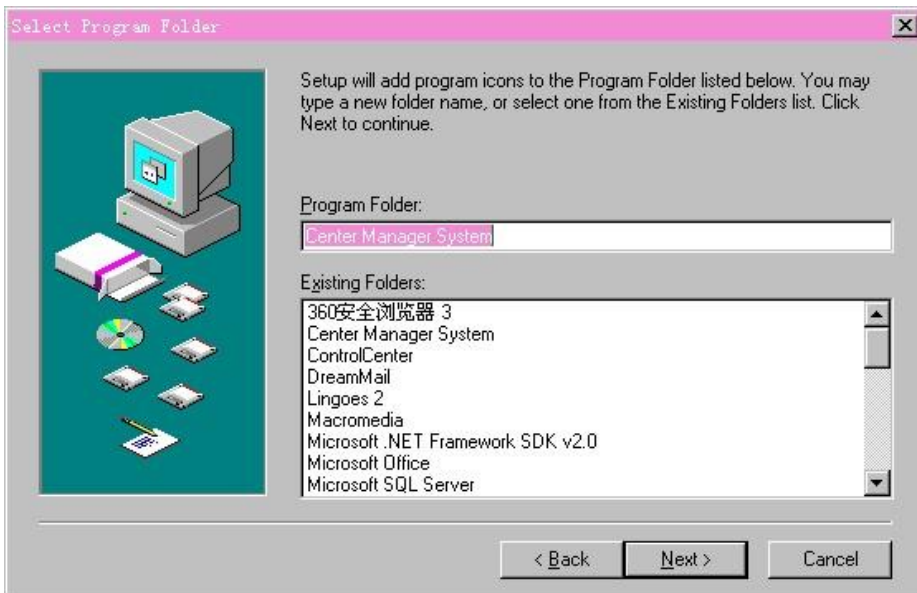 Select Program Folder
Setup will add program icons to the Program Folder listed below. You may
type a new folder name, or select one from the Existing Folders list. Click
Next to continue.
Program Folder:
Center Manager System
Existing Folders:
360安全浏览器 3
Center Manager System
ControlCenter
DreamMail
Lingoes 2
Macromedia
Microsoft .NET Framework SDK v2.0
Microsoft Office
Microsoft SQL Server
< Back
Next >
Cancel